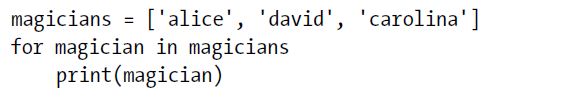 magicians = ['alice', 'david', 'carolina']
for magician in magicians
    print(magician)